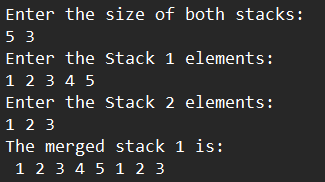 Enter the size of both stacks:
5 3
Enter the Stack 1 elements:
1 2 3 4 5
Enter the Stack 2 elements:
1 2 3
The merged stack 1 is:
 1 2 3 4 5 1 2 3